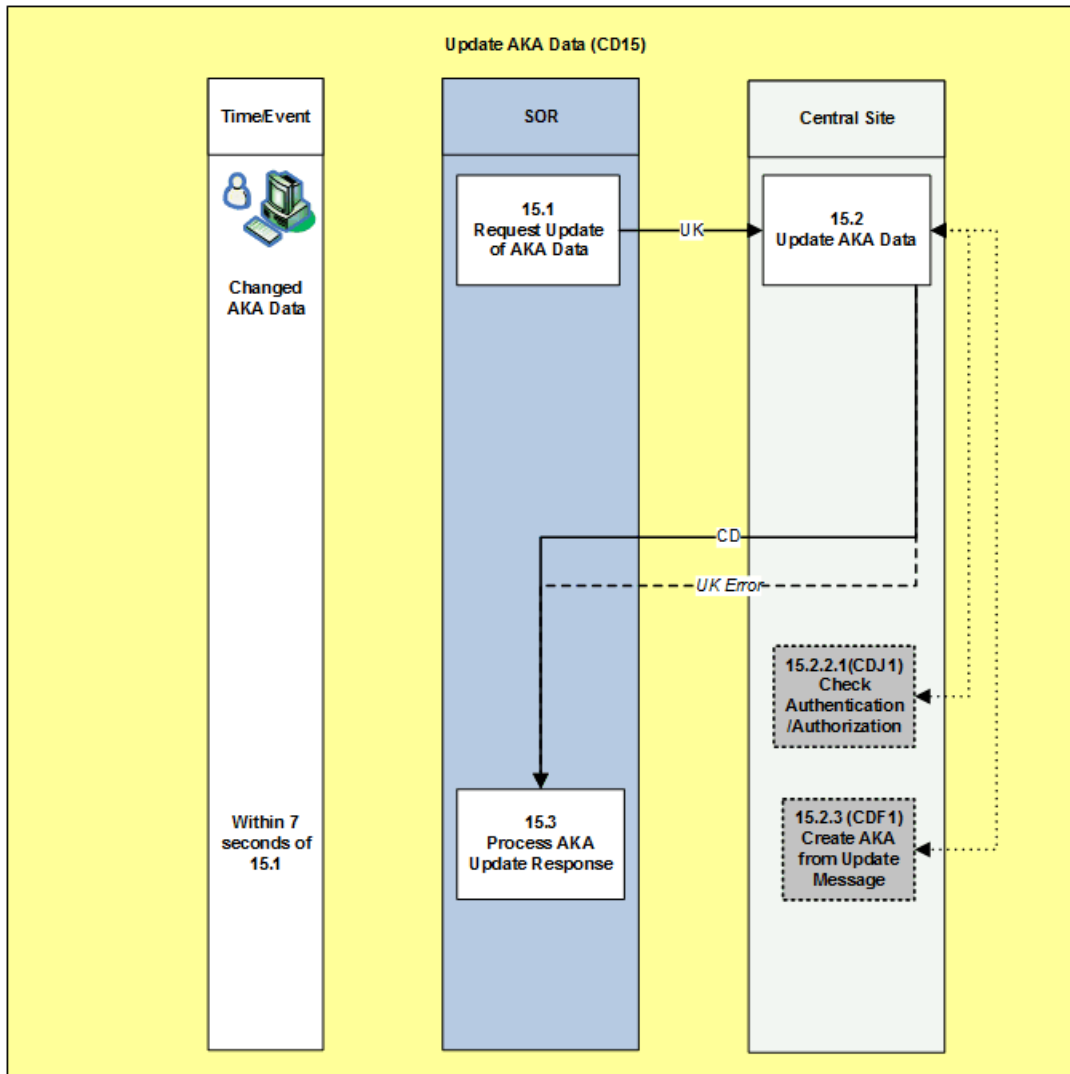 Update AKA Data (CD15)
Time/Event
SOR
Central Site
Changed
AKA Data
15.1
Request Update
of AKA Data
UK
15.2
Update AKA Data
CD
UK Error
15.2.2.1(CDJ1)
Check
Authentication
/Authorization
Within 7
seconds of
15.1
15.3
Process AKA
Update Response
15.2.3 (CDF1)
Create AKA
from Update
Message